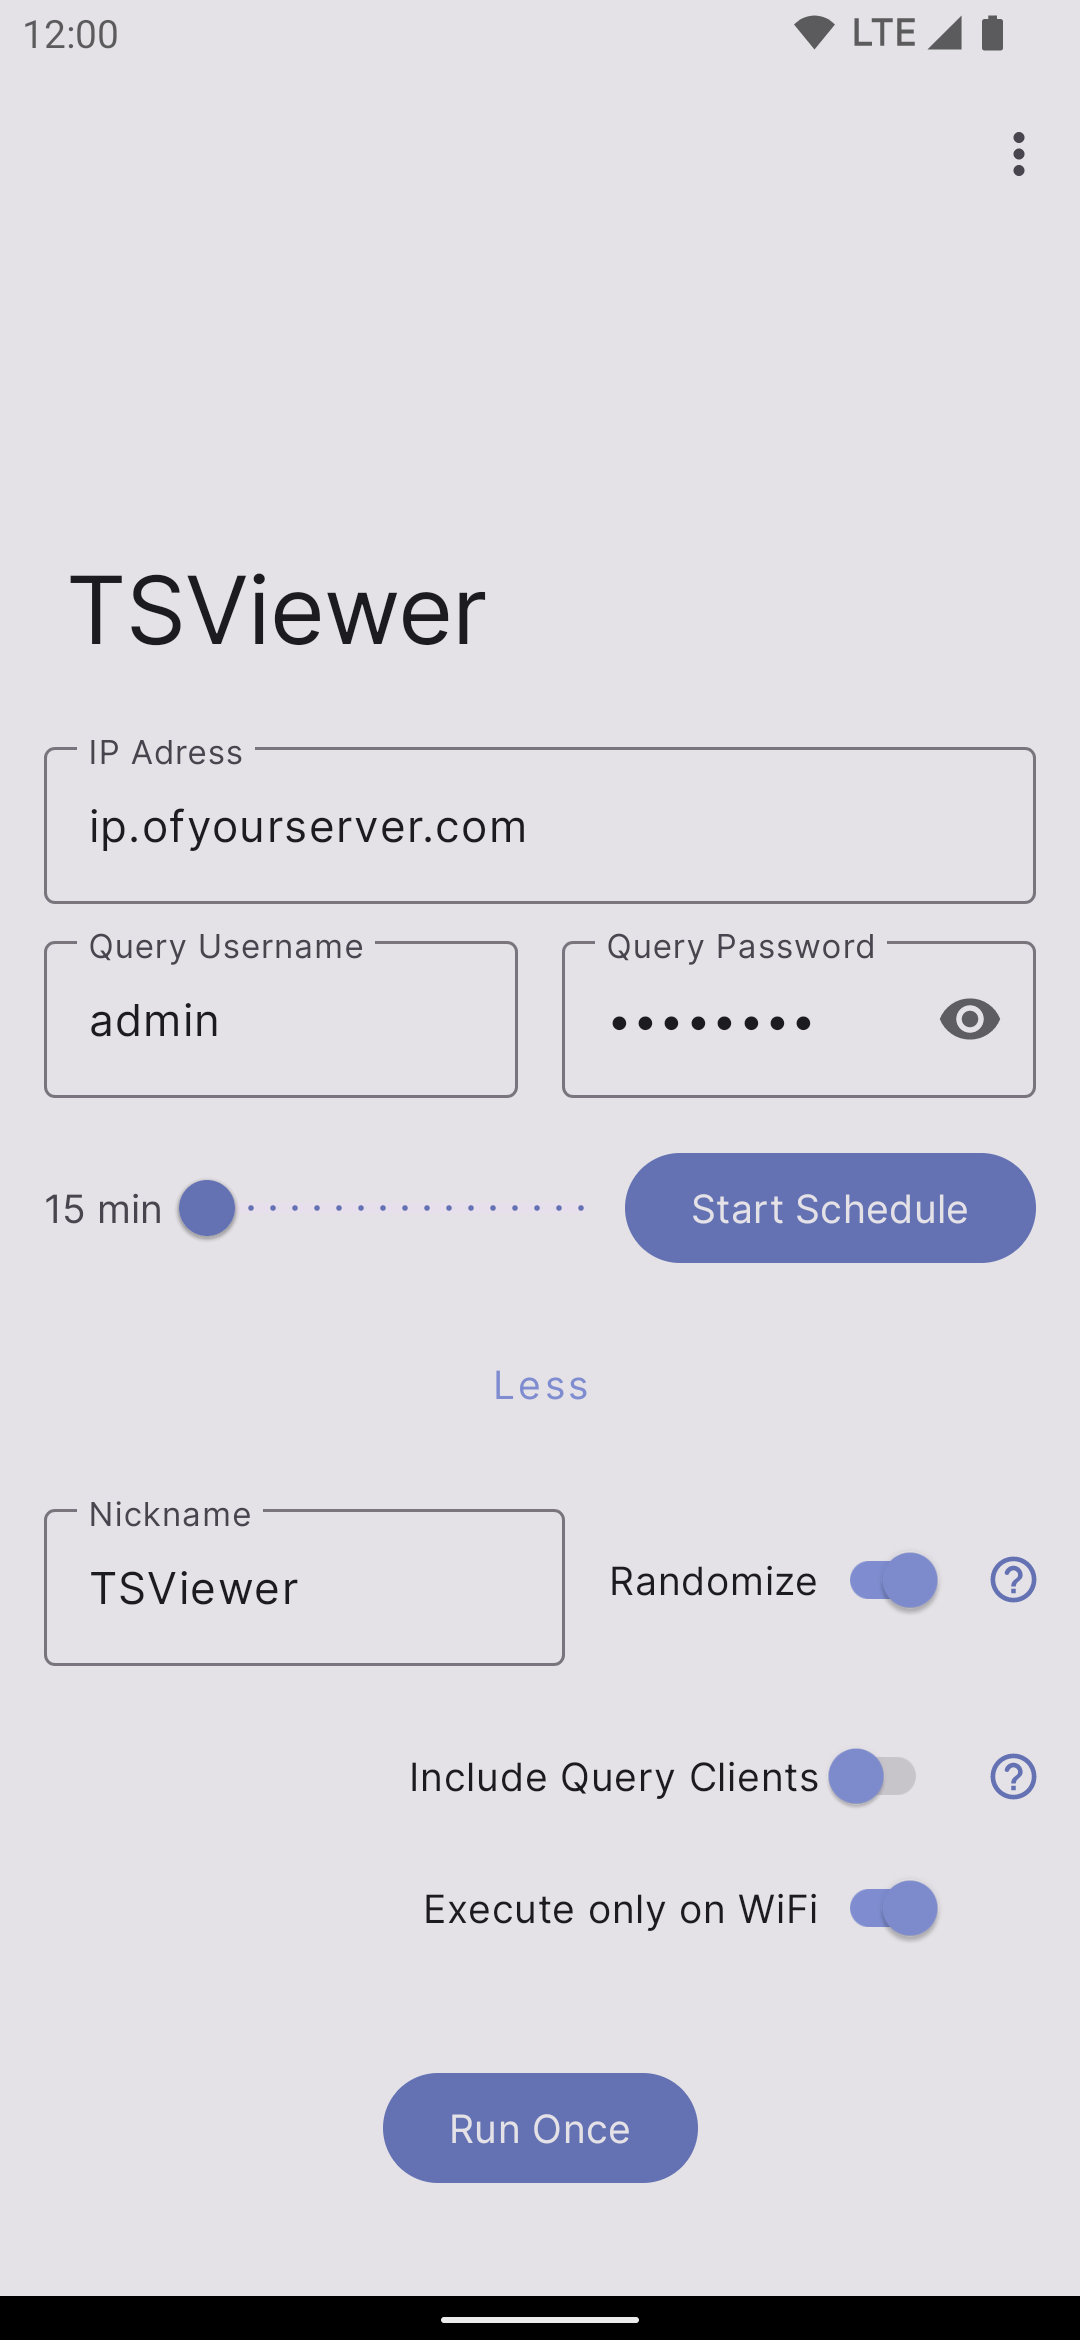 12:00 LTE
TSViewer
IP Adress
ip.ofyourserver.com
Query Username
admin
Query Password
••••••••
15 min
Start Schedule
Less
Nickname
TSViewer
Randomize
Include Query Clients
Execute only on WiFi
Run Once